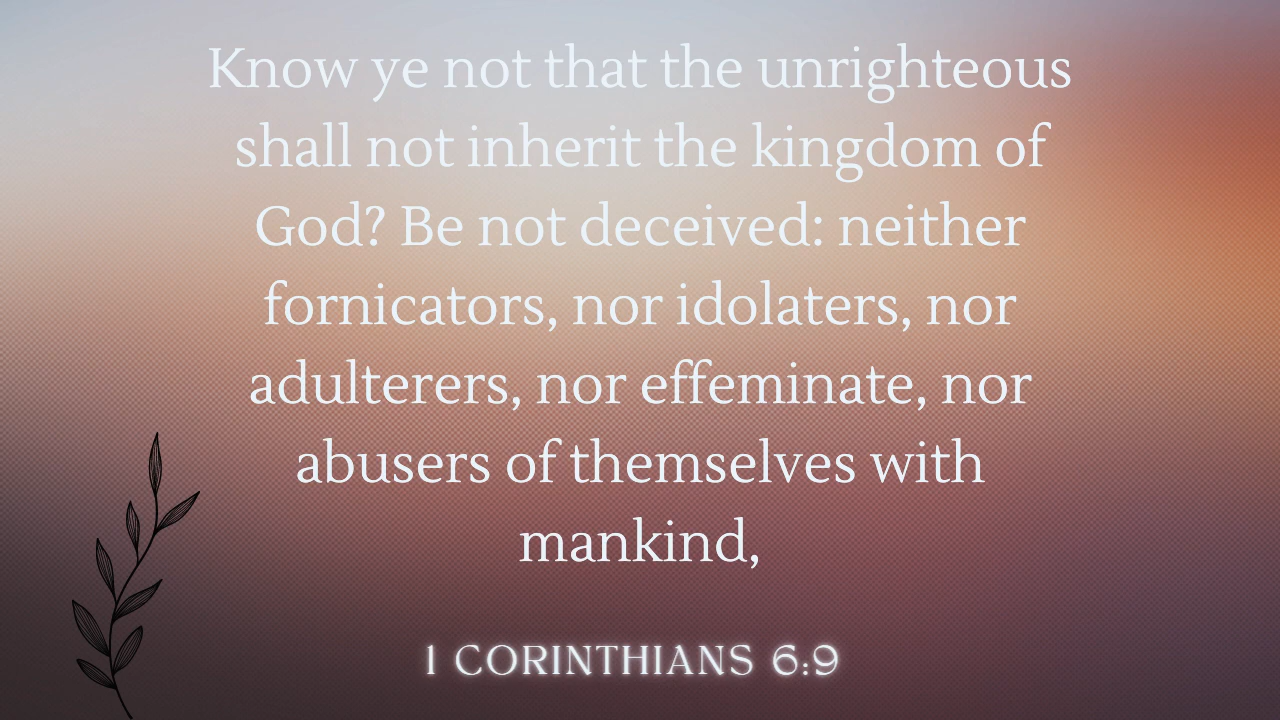 Know ye not that the unrighteous
shall not inherit the kingdom of
God? Be not deceived: neither
fornicators, nor idolaters, nor
adulterers, nor effeminate, nor
abusers of themselves with
mankind,
1 CORINTHIANS 6:9